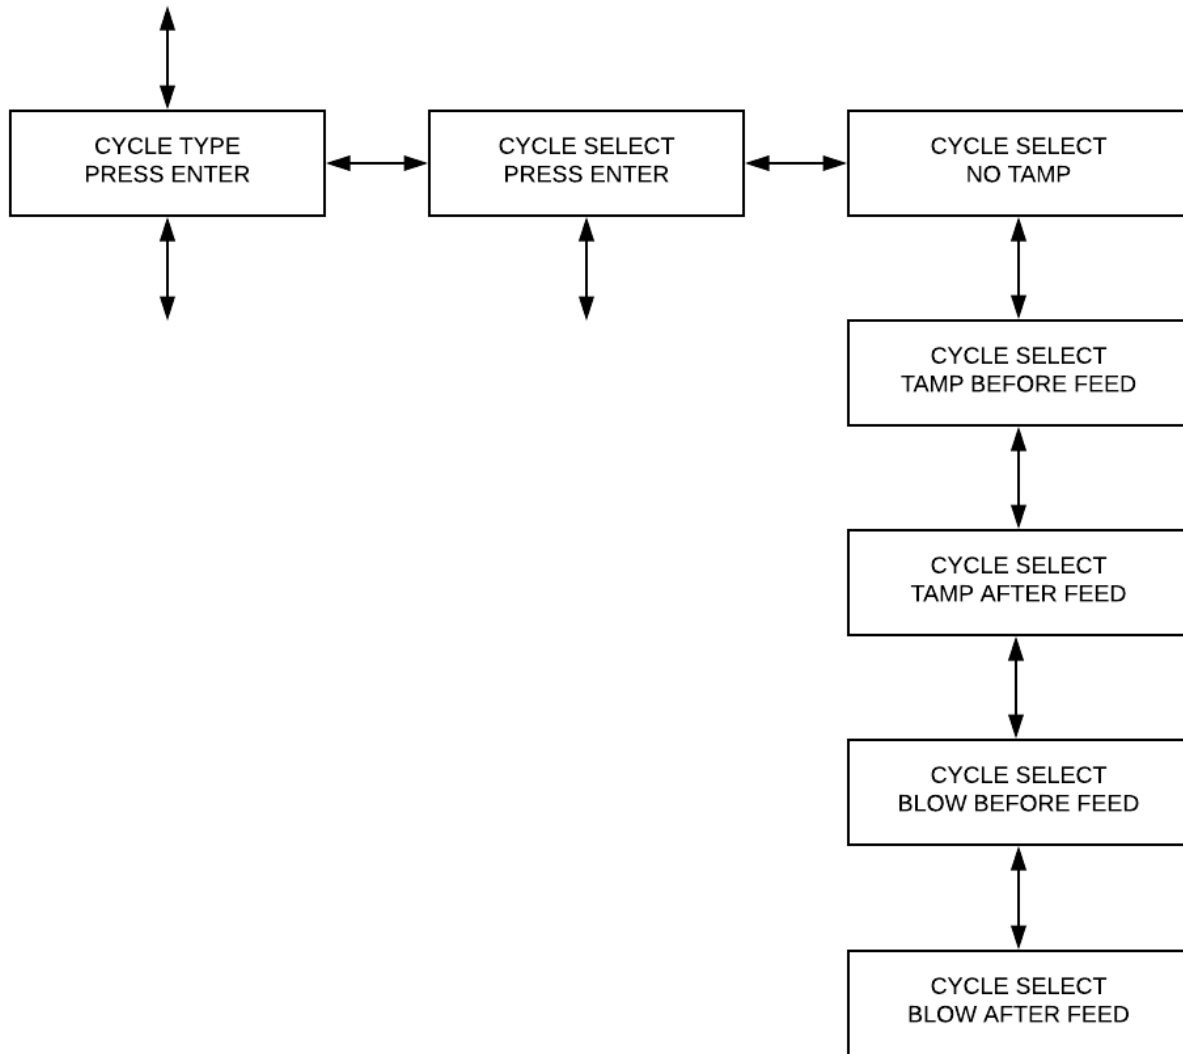 CYCLE TYPE
PRESS ENTER
CYCLE SELECT
PRESS ENTER
CYCLE SELECT
NO TAMP
CYCLE SELECT
TAMP BEFORE FEED
CYCLE SELECT
TAMP AFTER FEED
CYCLE SELECT
BLOW BEFORE FEED
CYCLE SELECT
BLOW AFTER FEED